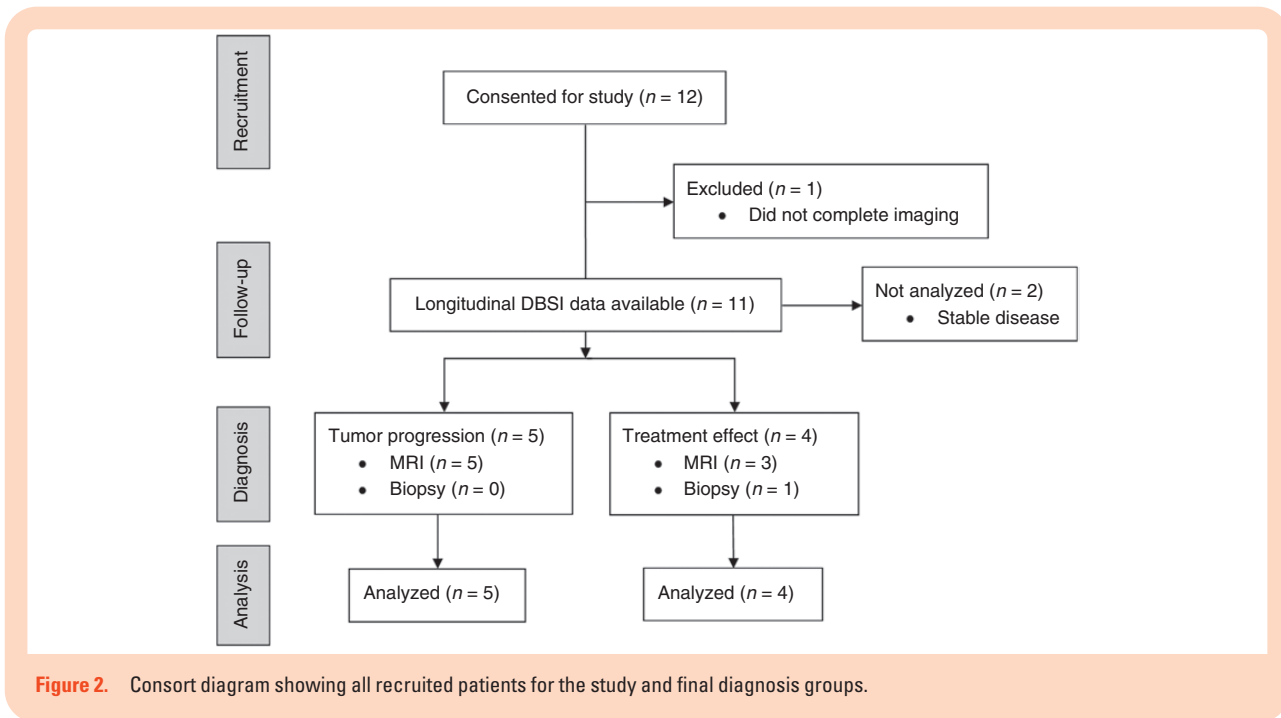 Recruitment
Consented for study (n = 12)
Excluded (n = 1)
• Did not complete imaging
Follow-up
Longitudinal DBSI data available (n = 11)
Not analyzed (n = 2)
• Stable disease
Diagnosis
Tumor progression (n = 5)
• MRI (n = 5)
• Biopsy (n = 0)
Treatment effect (n = 4)
• MRI (n = 3)
• Biopsy (n = 1)
Analysis
Analyzed (n = 5)
Analyzed (n = 4)
Figure 2. Consort diagram showing all recruited patients for the study and final diagnosis groups.